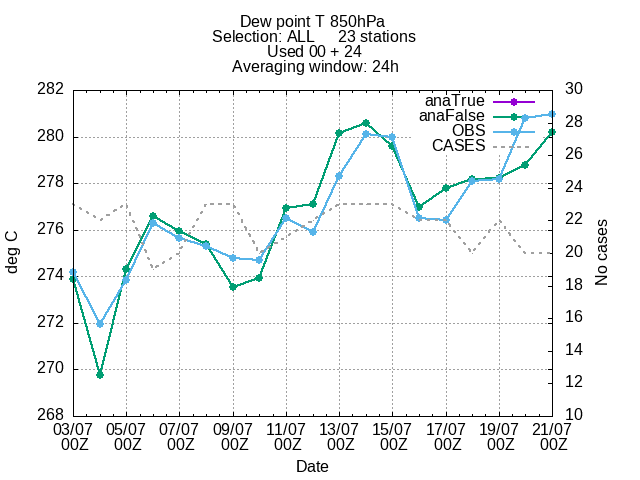 Dew point T 850hPa
Selection: ALL 23 stations
Used 00 + 24
Averaging window: 24h
282 30
anaTrue
anaFalse
OBS
CASES
280
278
276
274
272
270
268
28
26
24
22
20
18
16
14
12
10
deg C
No cases
03/07 05/07 07/07 09/07 11/07 13/07 15/07 17/07 19/07 21/07
00Z 00Z 00Z 00Z 00Z 00Z 00Z 00Z 00Z 00Z
Date